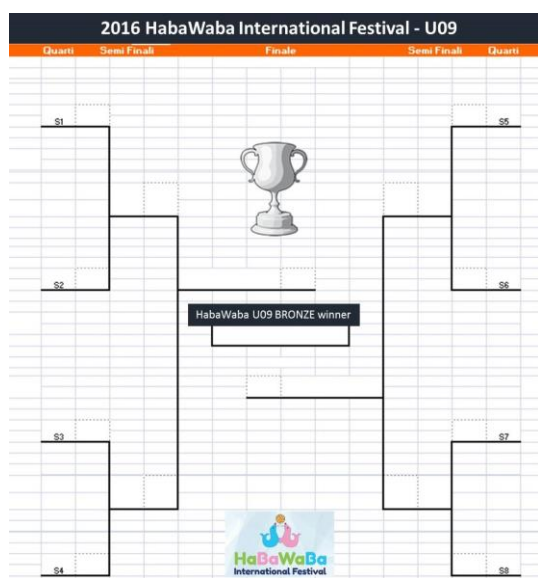 2016 HabaWaba International Festival - U09
Quarti Semi Finali Finale Semi Finali Quarti
S1 S5
S2 S6
HabaWaba U09 BRONZE winner
S3 S7
HaBaWaBa
International Festival
S4 S8